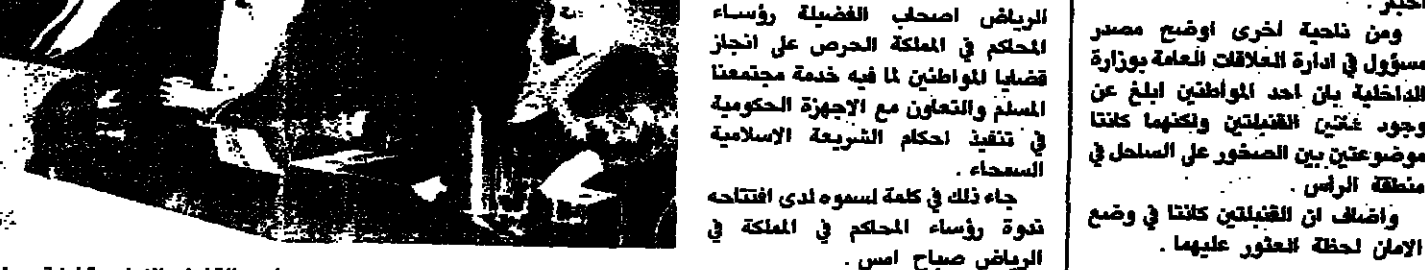 ومن ناحية اخرى اوضح مصدر
مسؤول في ادارة العلاقات العامة بوزارة
الداخلية بان احد المواطنين ابلغ عن
وجود هاتين القنبلتين ولكنهما كانتا
موضوعتين بين الصخور على الساحل في
منطقة الراس .
واضاف ان القنبلتين كانتا في وضع
الامان لحظة العثور عليهما .
الرياض اصحاب الفضيلة رؤساء
المحاكم في المملكة الحرص على انجاز
قضايا المواطنين لما فيه خدمة مجتمعنا
المسلم والتعاون مع الاجهزة الحكومية
في تنفيذ احكام الشريعة الاسلامية
السمحاء .
جاء ذلك في كلمة لسموه لدى افتتاحه
ندوة رؤساء المحاكم في المملكة في
الرياض صباح امس .